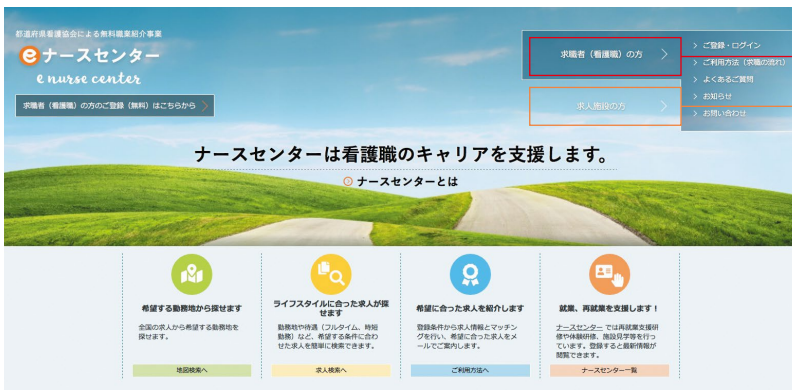 都道府県看護協会による無料職業紹介事業
eナースセンター
e nurse center
求職者（看護職）の方のご登録（無料）はこちらから
求職者（看護職）の方
求人施設の方
ご登録・ログイン
ご利用方法（求職の流れ）
よくあるご質問
お知らせ
お問い合わせ
ナースセンターは看護職のキャリアを支援します。
ナースセンターとは
希望する勤務地から探せます
全国の求人から希望する勤務地を
探せます。
地図検索へ
ライフスタイルに合った求人が探
せます
勤務地や待遇（フルタイム、時短
勤務）など、希望する条件に合わ
せた求人を簡単に検索できます。
求人検索へ
希望に合った求人を紹介します
登録条件から求人情報とマッチン
グを行い、希望に合った求人をメ
ールでご案内します。
ご利用方法へ
就業、再就業を支援します！
ナースセンター では再就業支援研
修や体験研修、施設見学等を行っ
ています。登録すると最新情報が
閲覧できます。
ナースセンター一覧